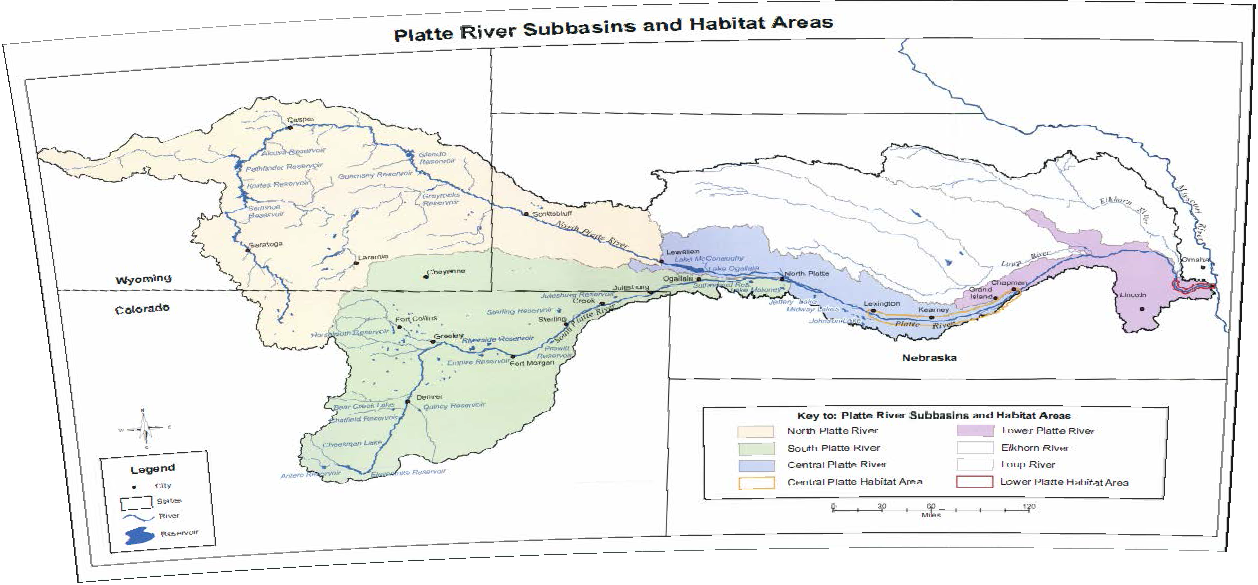 Platte River Subbasins and Habitat Areas
Casper
Alcova Reservoir
Pathfinder Reservoir
Kortes Reservoir
Seminoe
Reservoir
Glendo
Reservoir
Guernsey Reservoir
Grayrocks
Reservoir
Saratoga
Laramie
Scottsbluff
North Platte River
Cheyenne
Wyoming
Colorado
Lewellen
Lake McConaughy
Lake Ogallala
Ogallala
North Platte
Julesburg
Julesburg Reservoir
Creok
Sterling Reservoir
Sterling
South Platte River
Fort Collins
Horsetooth Reservoir
Greeley
Riverside Reservoir
Prewitt
Reservoir
Empire Reservoir
Fort Morgan
Denver
Bear Creek Lake
Quincy Reservoir
Chatfield Reservoir
Cheesman Lake
Antero Reservoir
Elevenmile Reservoir
Jeffery Lake
Midway Lakes
Johnson Lake
Lexington
Kearney
Platte River
Grand
Island
Chapman
Loup River
Elkhorn River
Missouri River
Omaha
Lincoln
Nebraska
N
W E
S
Legend
City
States
River
Reservoir
Key to: Platte River Subbasins and Habitat Areas
North Platte River
South Platte River
Central Platte River
Central Platte Habitat Area
Lower Platte River
Elkhorn River
Loup River
Lower Platte Habitat Area
0 30 60 120
Miles